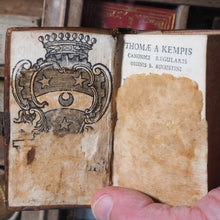 THOMÆ A KEMPIS
CANONICI REGULARIS
ORDINIS S. AUGUSTINI